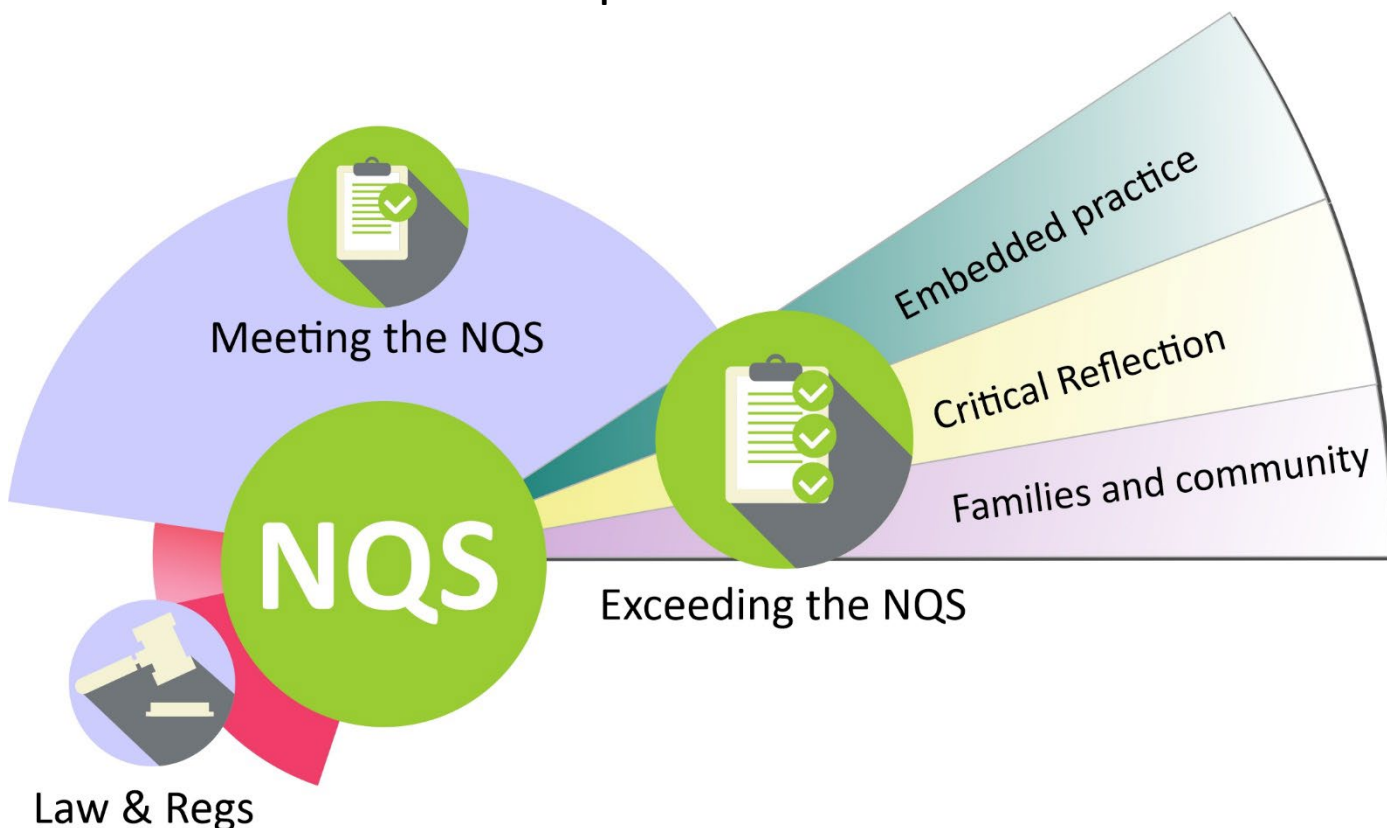 Meeting the NQS
Embedded practice
Critical Reflection
Families and community
NQS
Exceeding the NQS
Law & Regs